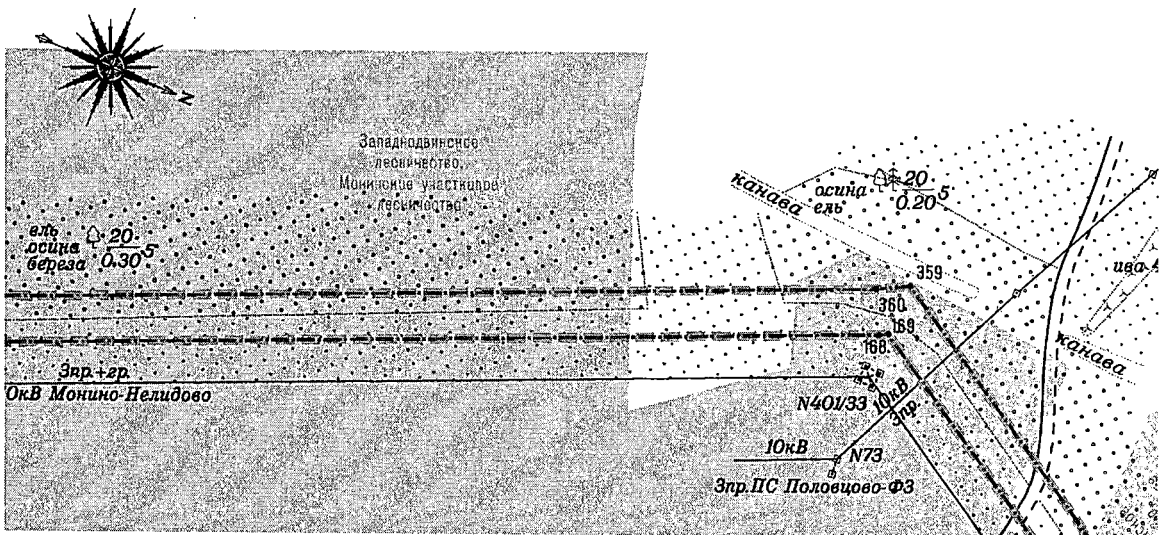 N
Западнодвинское
лесничество,
Монинское участковое
лесничество
ель
осина
береза
20
0.30
5
канава
осина
ель
20
0.20
5
359
360
169
168
ива
канава
3пр.+гр.
0кВ Монино-Нелидово
N401/33
10кВ
3пр.
10кВ
N73
3пр.ПС Половцово-Ф3